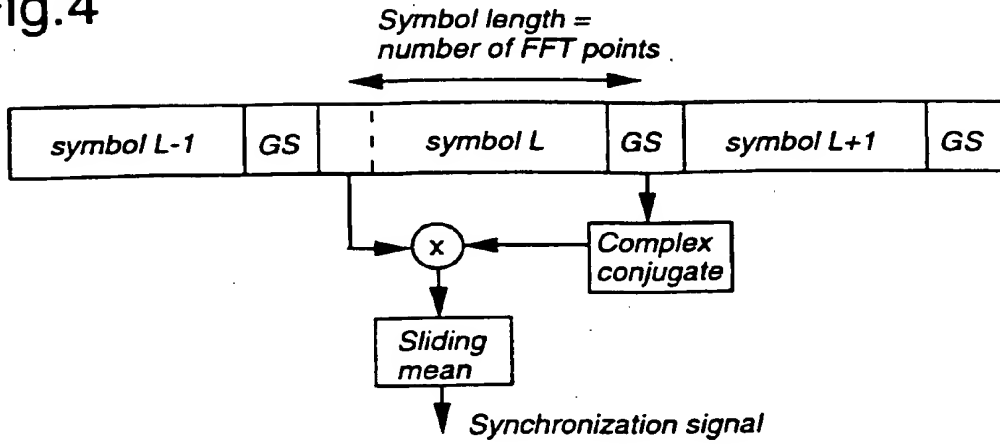 Fig.4
Symbol length =
number of FFT points
symbol L-1 GS symbol L GS symbol L+1 GS
x
Complex
conjugate
Sliding
mean
Synchronization signal